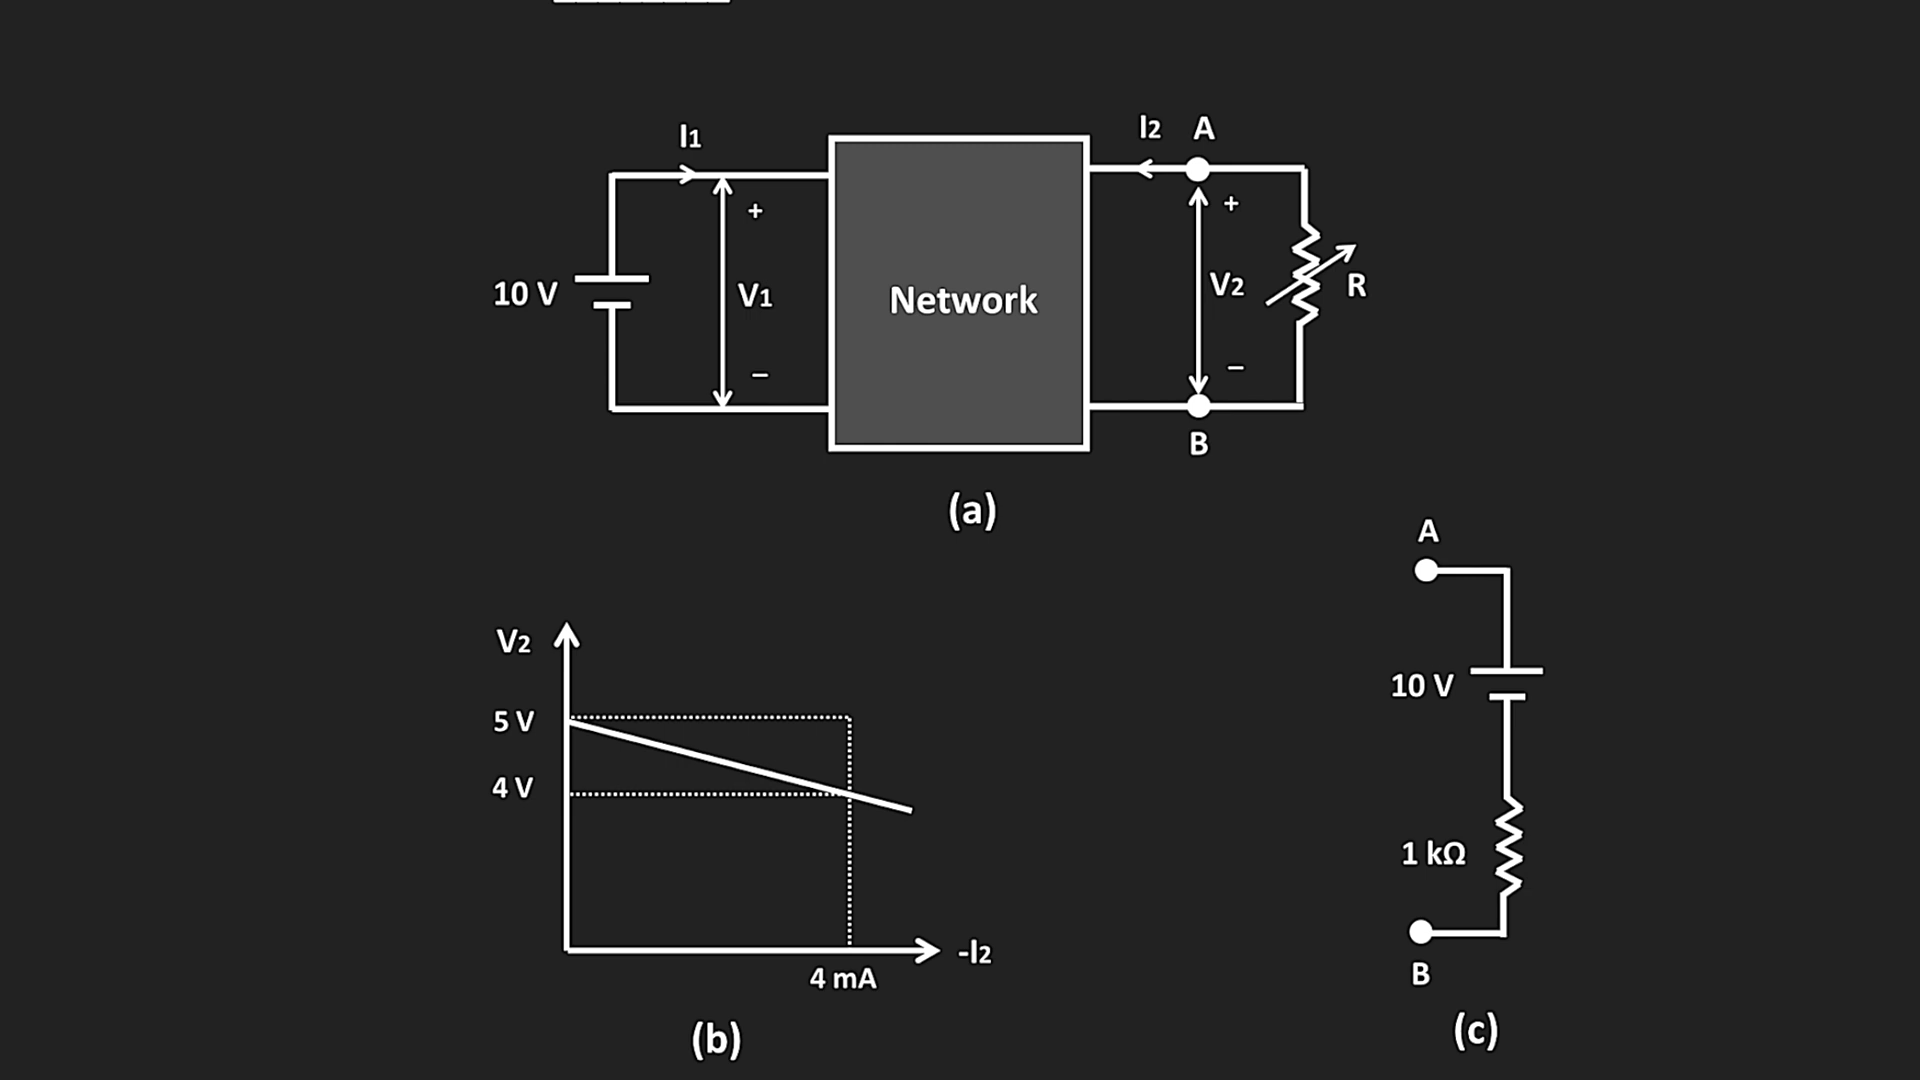 I1
I2
A
+
+
10 V
V1
Network
V2
R
–
–
B
(a)
A
V2
5 V
10 V
4 V
1 kΩ
-I2
4 mA
B
(b)
(c)